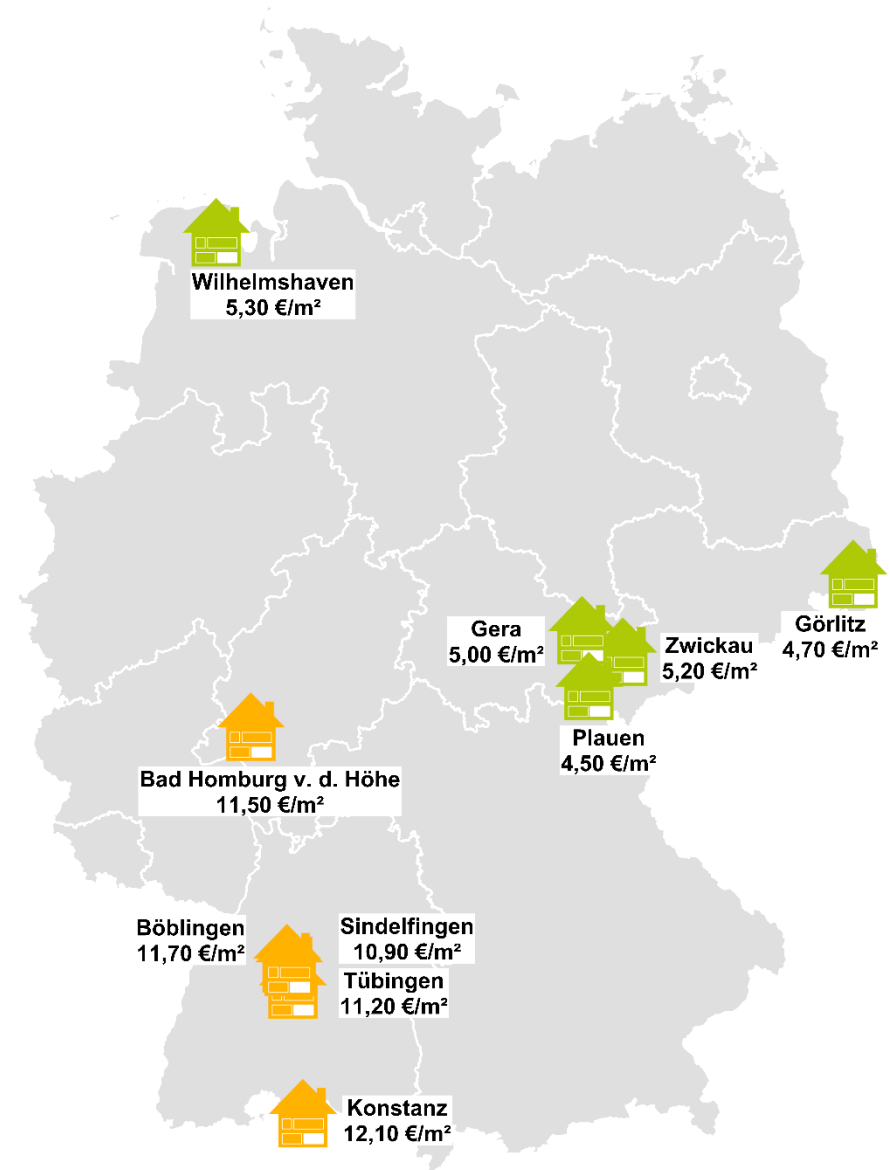 Wilhelmshaven
5,30 €/m²
Görlitz
4,70 €/m²
Gera
5,00 €/m²
Zwickau
5,20 €/m²
Plauen
4,50 €/m²
Bad Homburg v. d. Höhe
11,50 €/m²
Böblingen
11,70 €/m²
Sindelfingen
10,90 €/m²
Tübingen
11,20 €/m²
Konstanz
12,10 €/m²